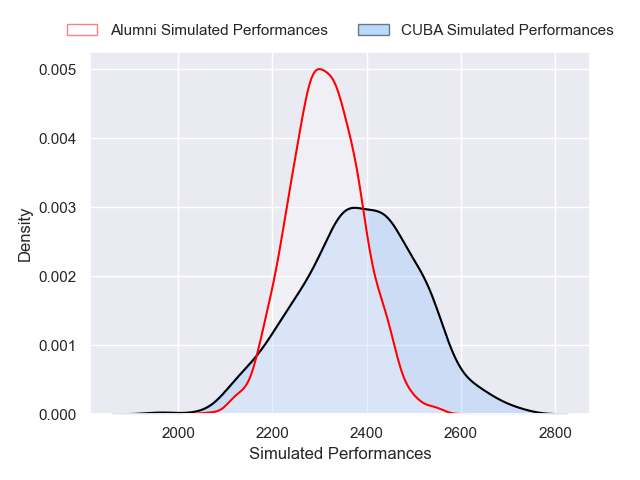 Alumni Simulated Performances CUBA Simulated Performances
0.005
0.004
0.003
0.002
0.001
0.000
Density
2000 2200 2400 2600 2800
Simulated Performances